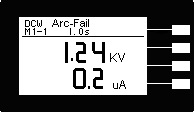 DCW Arc-Fail
M1-1 1.0s
1.24 KV
0.2 uA